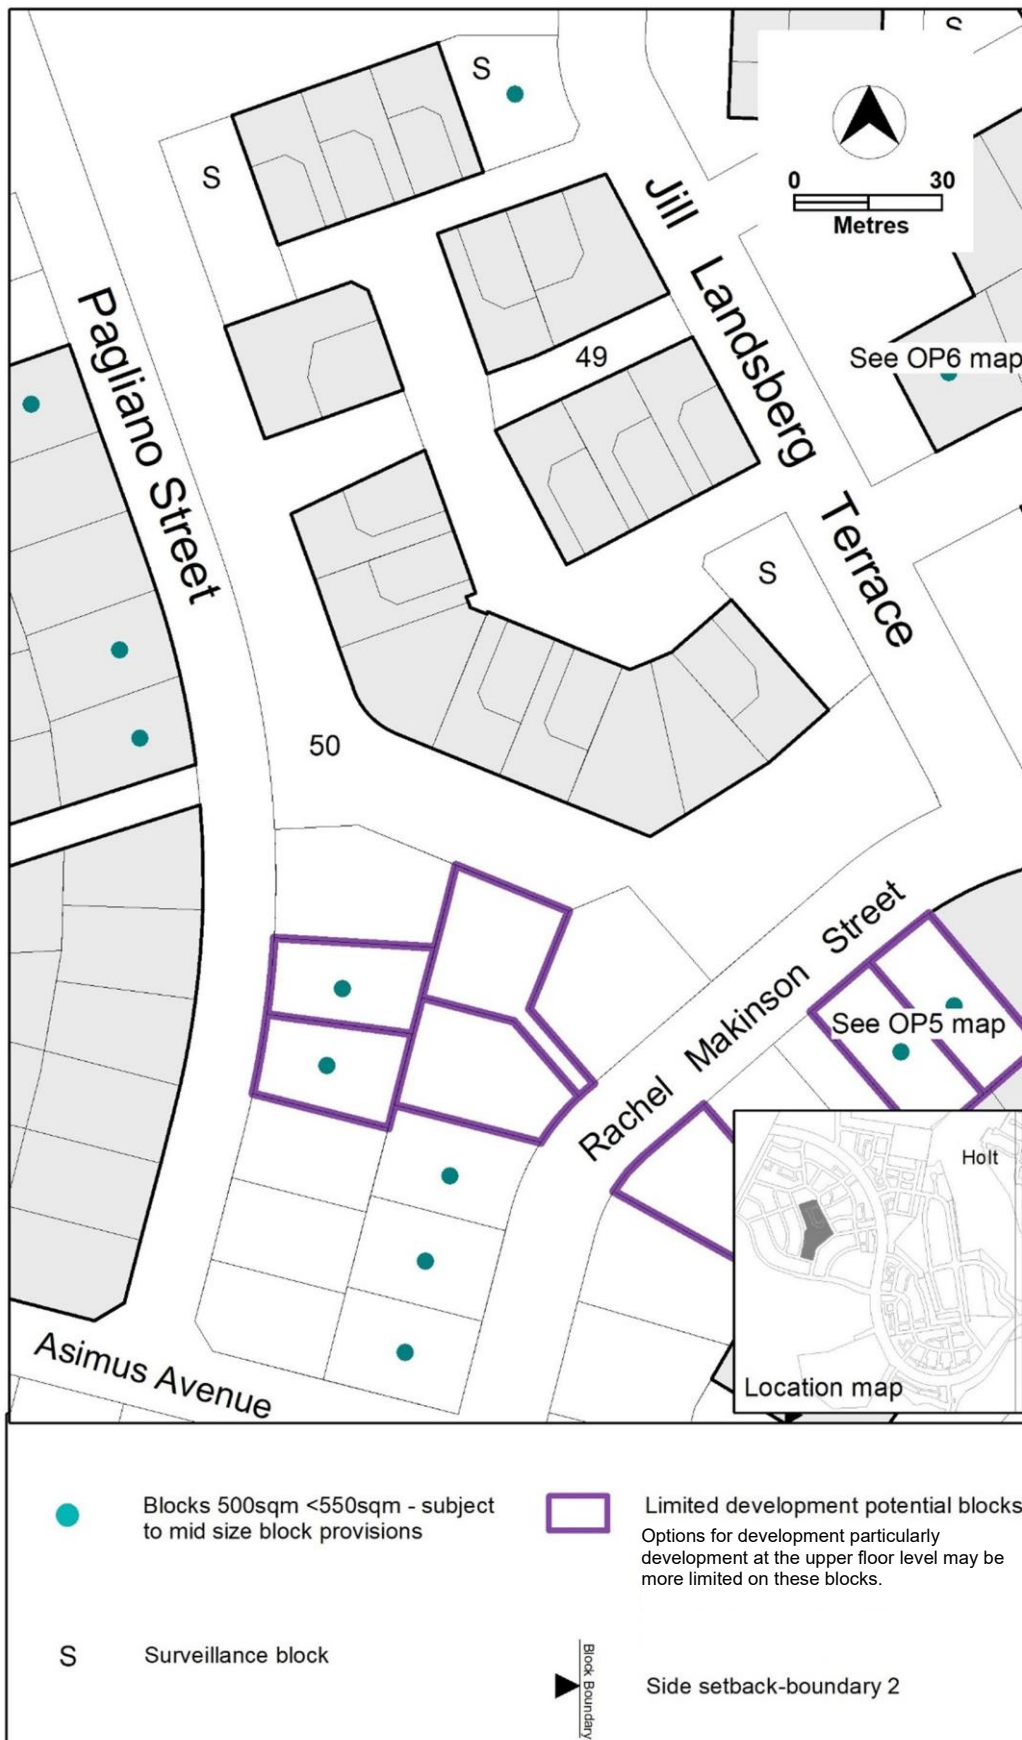 S
S
S
0 30
Metres
Jill Landsberg Terrace
49
See OP6 map
Pagliano Street
S
50
Rachel Makinson Street
See OP5 map
Holt
Location map
Asimus Avenue
Blocks 500sqm <550sqm - subject
to mid size block provisions
Limited development potential blocks
Options for development particularly
development at the upper floor level may be
more limited on these blocks.
S
Surveillance block
Block Boundary
Side setback-boundary 2